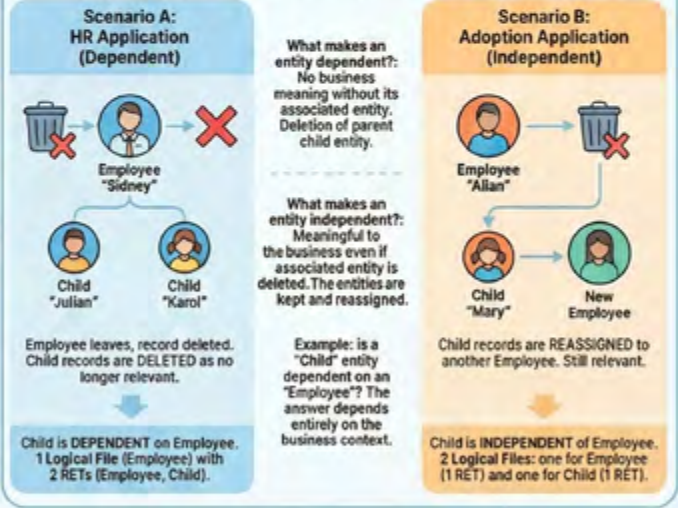 Scenario A:
HR Application
(Dependent)
Employee
"Sidney"
Child
"Julian"
Child
"Karol"
Employee leaves, record deleted.
Child records are DELETED as no
longer relevant.
Child is DEPENDENT on Employee.
1 Logical File (Employee) with
2 RETs (Employee, Child).
What makes an
entity dependent?:
No business
meaning without its
associated entity.
Deletion of parent
child entity.
What makes an
entity independent?:
Meaningful to
the business even if
associated entity is
deleted. The entities are
kept and reassigned.
Example: is a
"Child" entity
dependent on an
"Employee"? The
answer depends
entirely on the
business context.
Scenario B:
Adoption Application
(Independent)
Employee
"Alian"
Child
"Mary"
New
Employee
Child records are REASSIGNED to
another Employee. Still relevant.
Child is INDEPENDENT of Employee.
2 Logical Files: one for Employee
(1 RET) and one for Child (1 RET).